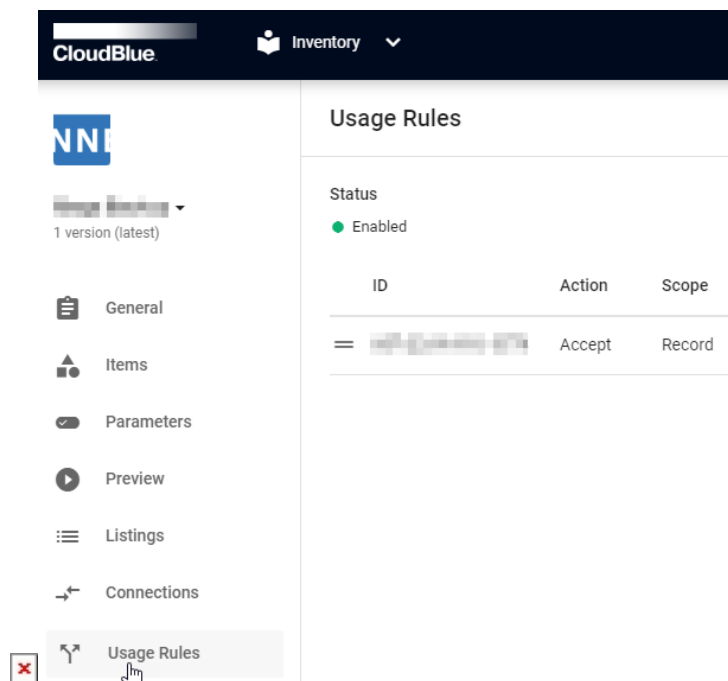 CloudBlue.
Inventory
NNE
1 version (latest)
General
Items
Parameters
Preview
Listings
Connections
Usage Rules
Usage Rules
Status
Enabled
ID Action Scope
Accept Record